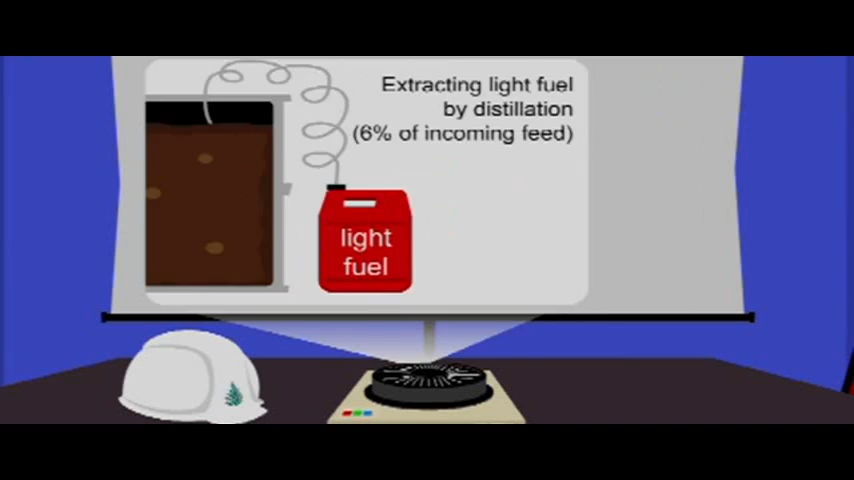 Extracting light fuel
by distillation
(6% of incoming feed)
light
fuel